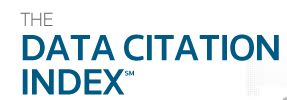 THE
DATA CITATION
INDEX℠